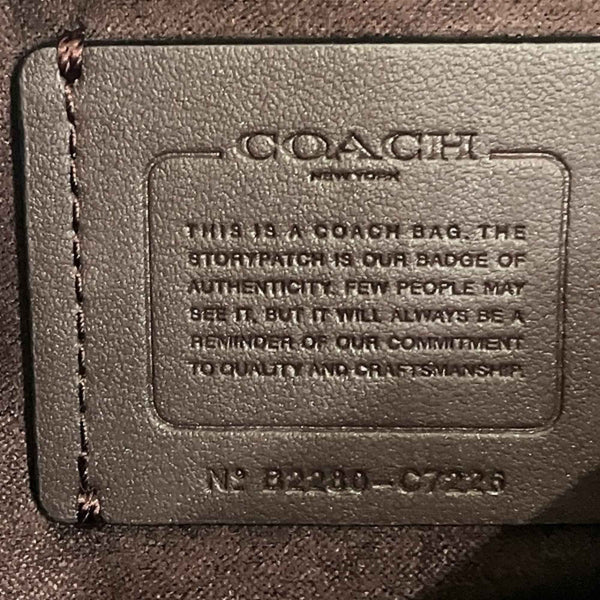 COACH
NEW YORK
THIS IS A COACH BAG. THE
STORYPATCH IS OUR BADGE OF
AUTHENTICITY. FEW PEOPLE MAY
SEE IT, BUT IT WILL ALWAYS BE A
REMINDER OF OUR COMMITMENT
TO QUALITY AND CRAFTSMANSHIP.
Nº B2280-C7226